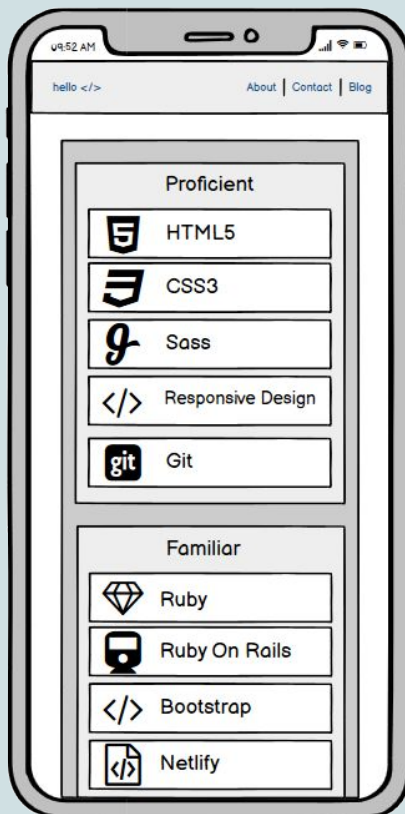 09:52 AM
hello </>
About | Contact | Blog
Proficient
5 HTML5
CSS3
Sass
</> Responsive Design
git Git
Familiar
Ruby
Ruby On Rails
</> Bootstrap
</> Netlify